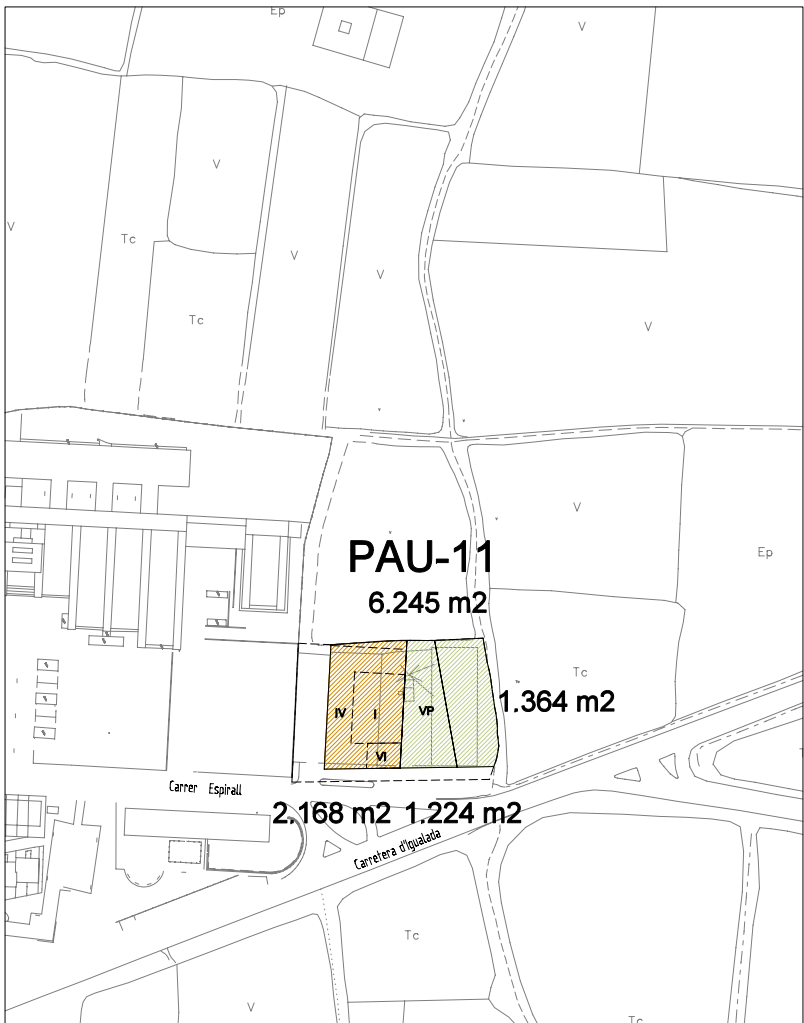 Ep
V
V
V
Tc
V
V
Tc
V
V
Ep
PAU-11
6.245 m2
Tc
1.364 m2
IV
I
VP
VI
Carrer Espirall
2.168 m2 1.224 m2
Carretera d'Igualada
Tc
V
Tc